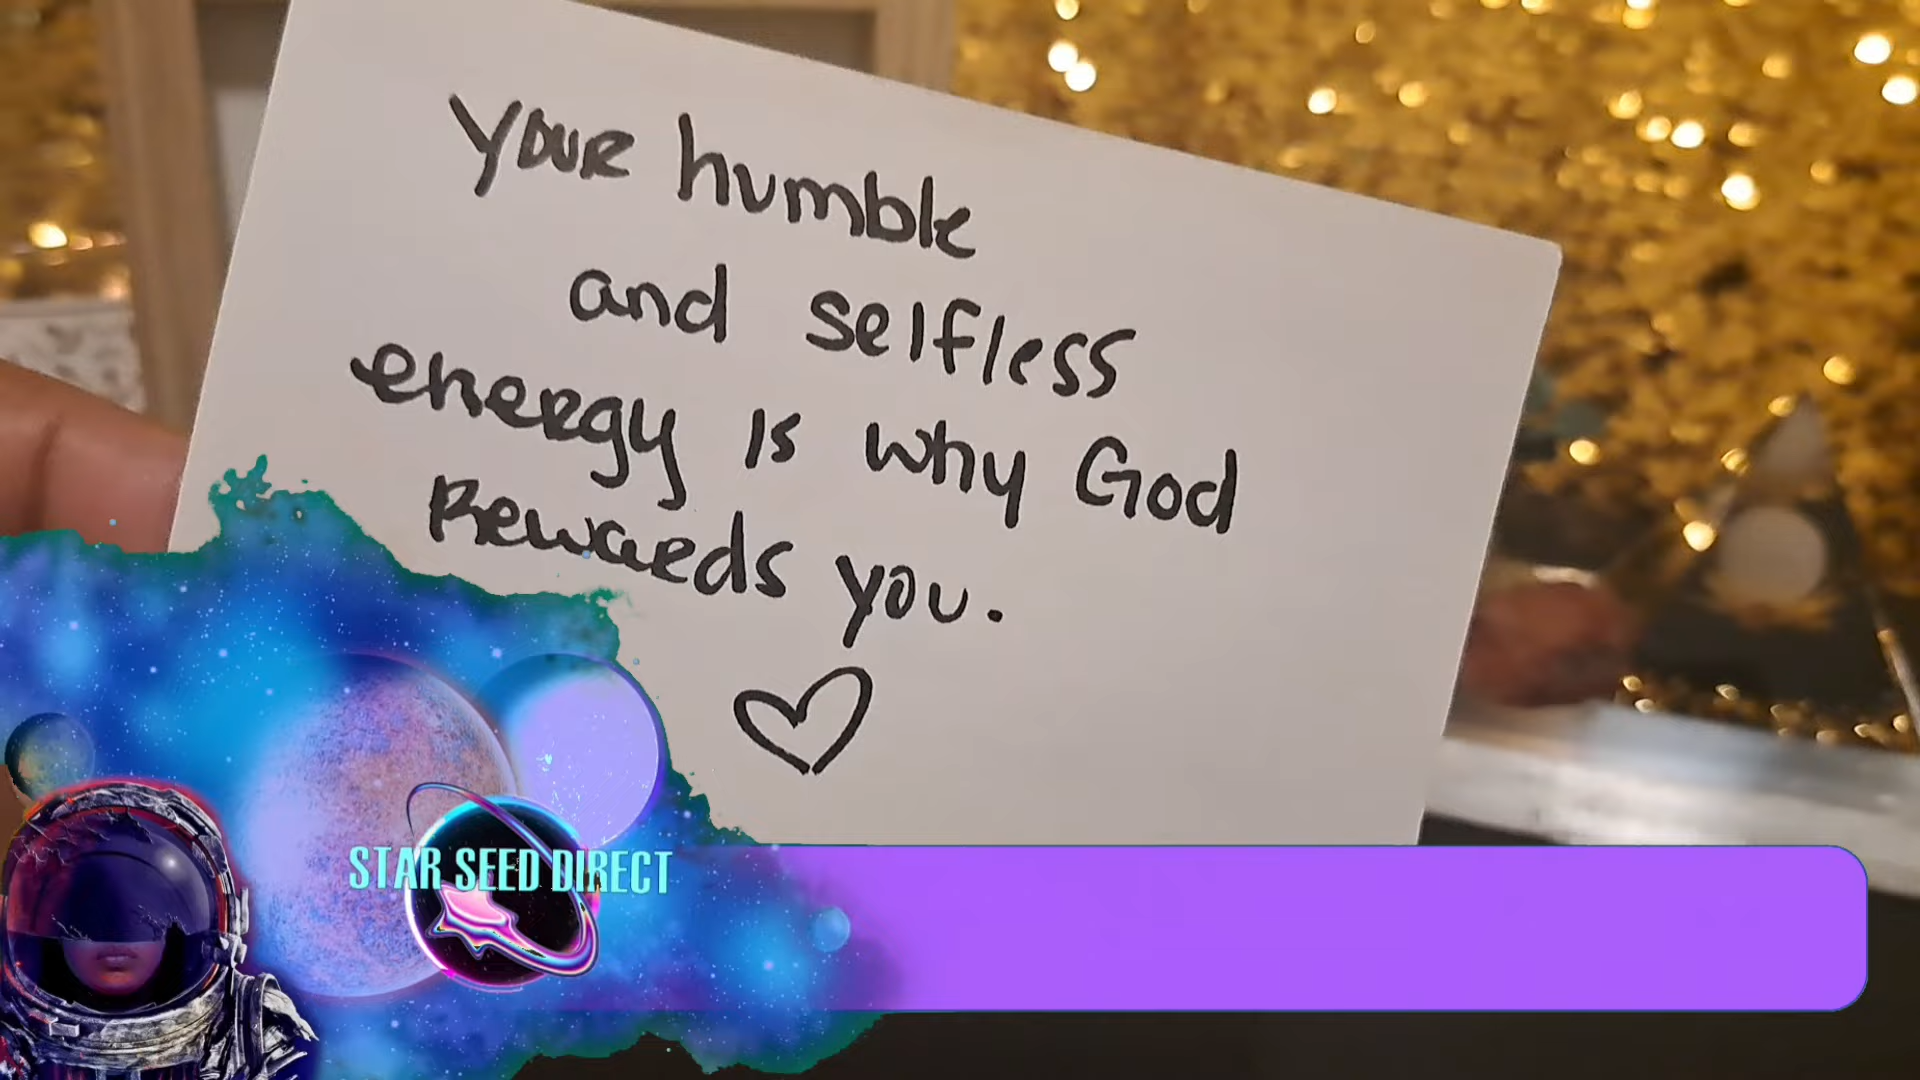 Your humble
and selfless
energy is why God
Rewards you.
STAR SEED DIRECT